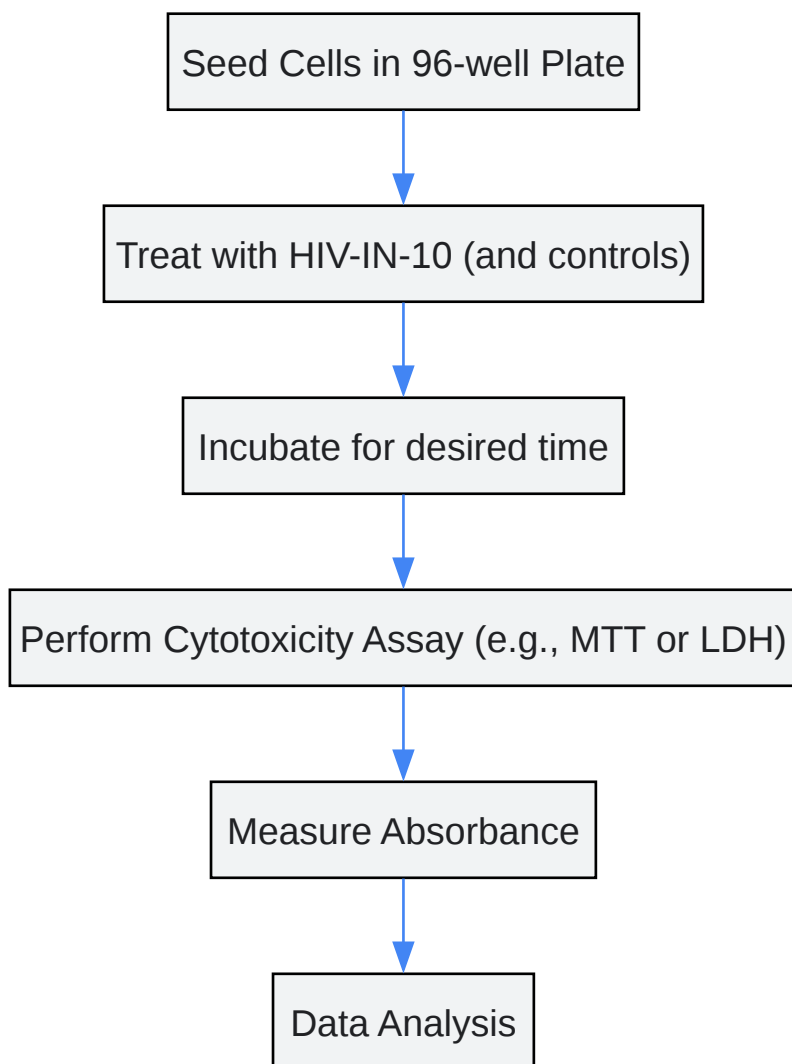 Seed Cells in 96-well Plate
Treat with HIV-IN-10 (and controls)
Incubate for desired time
Perform Cytotoxicity Assay (e.g., MTT or LDH)
Measure Absorbance
Data Analysis